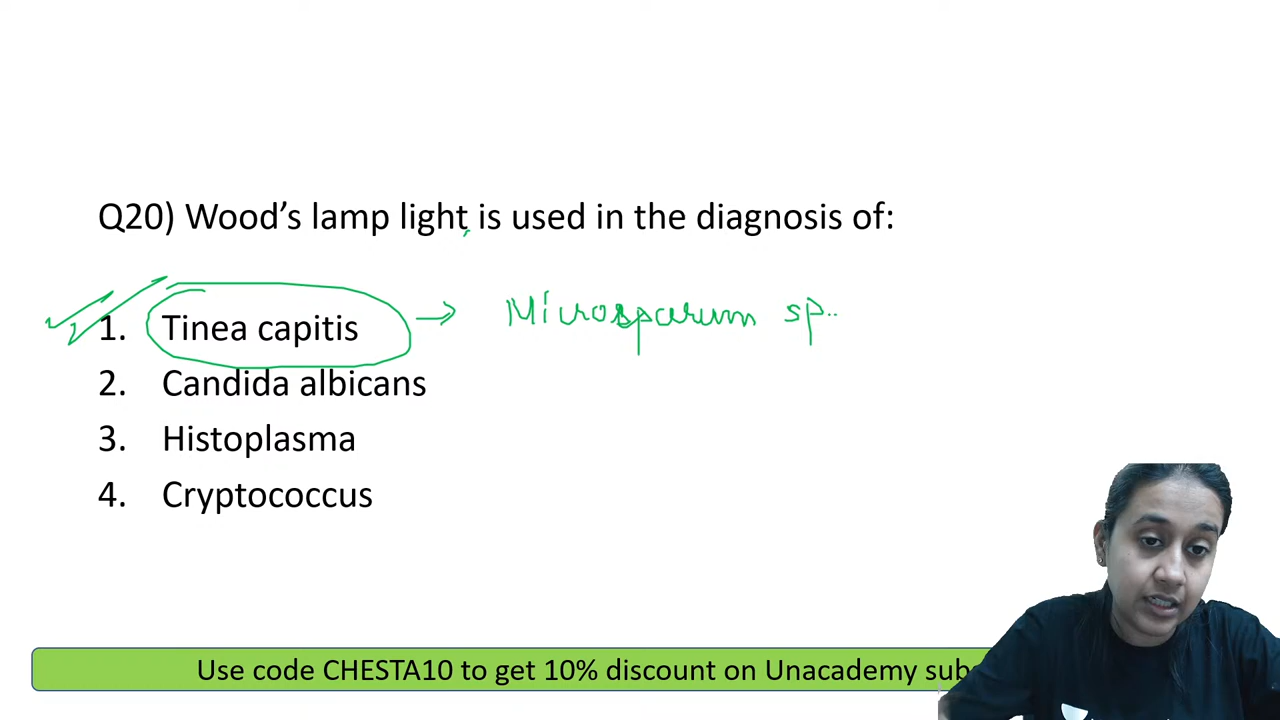 Q20) Wood's lamp light is used in the diagnosis of:
1. Tinea capitis → Microsporum sp..
2. Candida albicans
3. Histoplasma
4. Cryptococcus
Use code CHESTA10 to get 10% discount on Unacademy